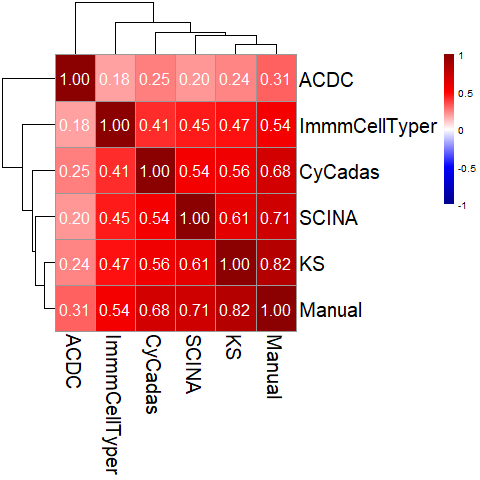 1.00 0.18 0.25 0.20 0.24 0.31 ACDC
0.18 1.00 0.41 0.45 0.47 0.54 ImmmCellTyper
0.25 0.41 1.00 0.54 0.56 0.68 CyCadas
0.20 0.45 0.54 1.00 0.61 0.71 SCINA
0.24 0.47 0.56 0.61 1.00 0.82 KS
0.31 0.54 0.68 0.71 0.82 1.00 Manual
ACDC
ImmmCellTyper
CyCadas
SCINA
KS
Manual
1
0.5
0
-0.5
-1